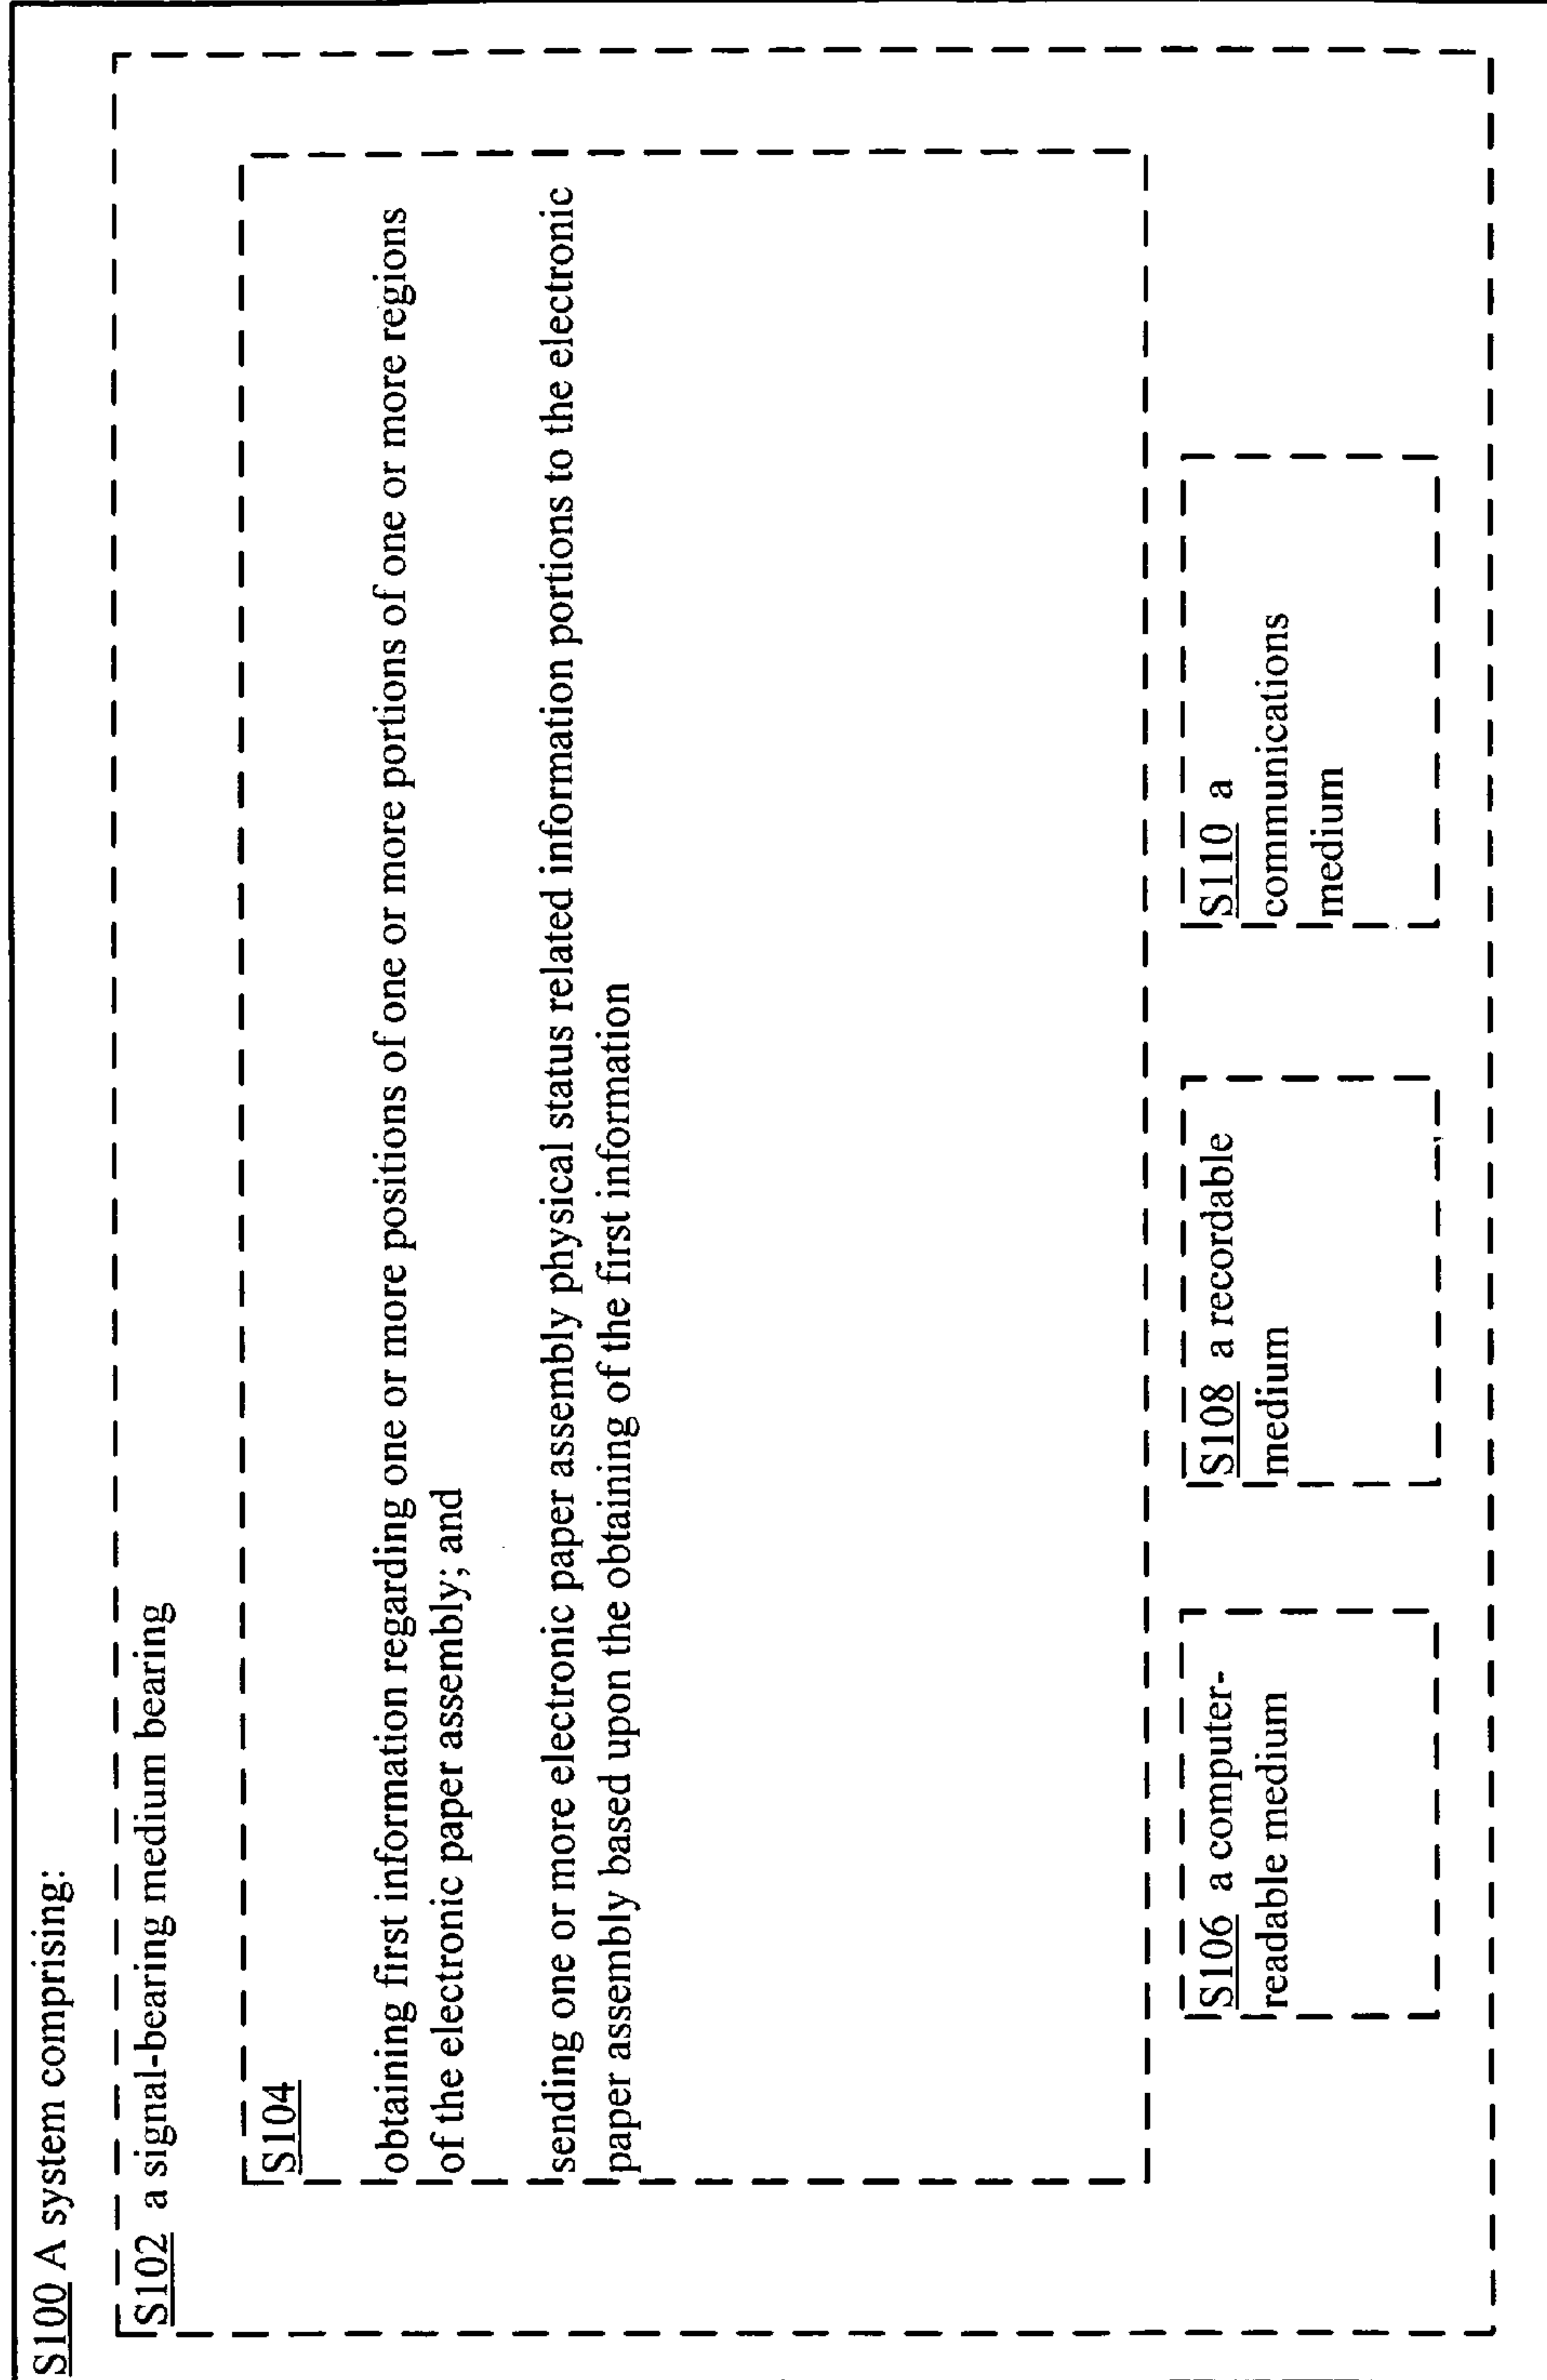 S100 A system comprising:
S102 a signal-bearing medium bearing
S104
obtaining first information regarding one or more positions of one or more portions of one or more regions
of the electronic paper assembly; and
sending one or more electronic paper assembly physical status related information portions to the electronic
paper assembly based upon the obtaining of the first information
S106 a computer-
readable medium
S108 a recordable
medium
S110 a
communications
medium